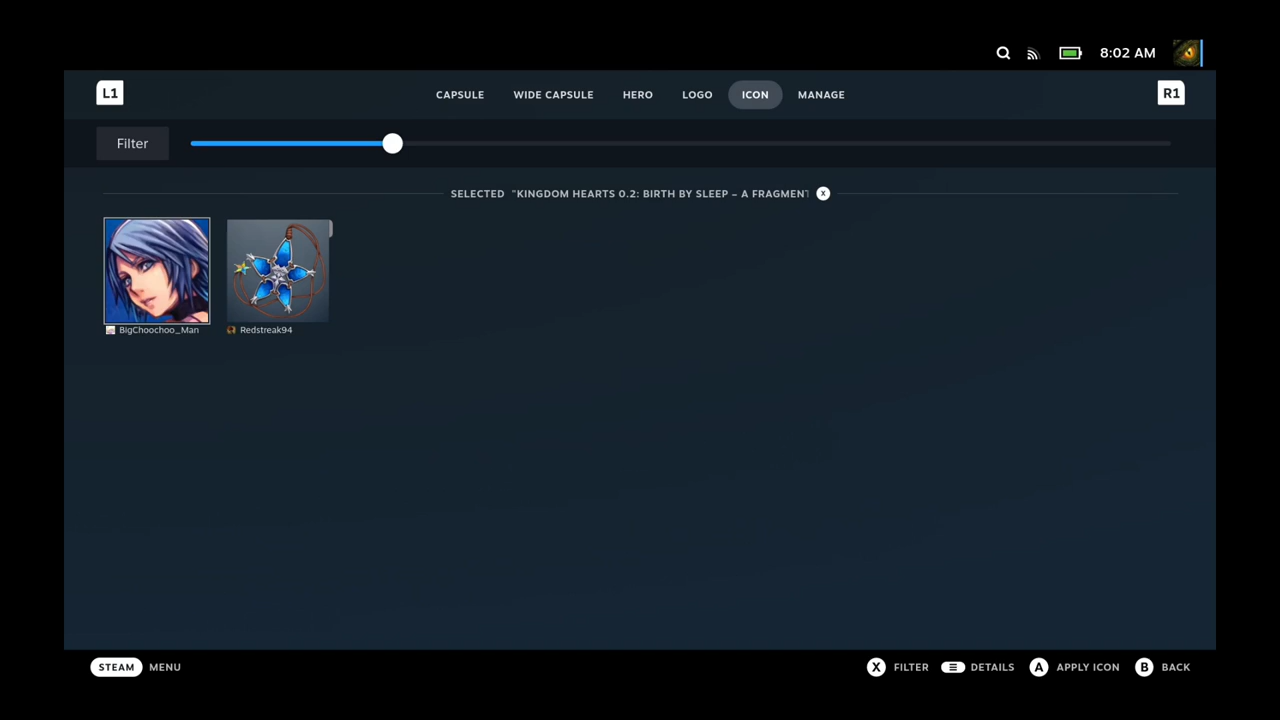 8:02 AM
L1 CAPSULE WIDE CAPSULE HERO LOGO ICON MANAGE R1
Filter
SELECTED "KINGDOM HEARTS 0.2: BIRTH BY SLEEP – A FRAGMENT X
BigChoochoo_Man Redstreak94
STEAM MENU X FILTER DETAILS A APPLY ICON B BACK